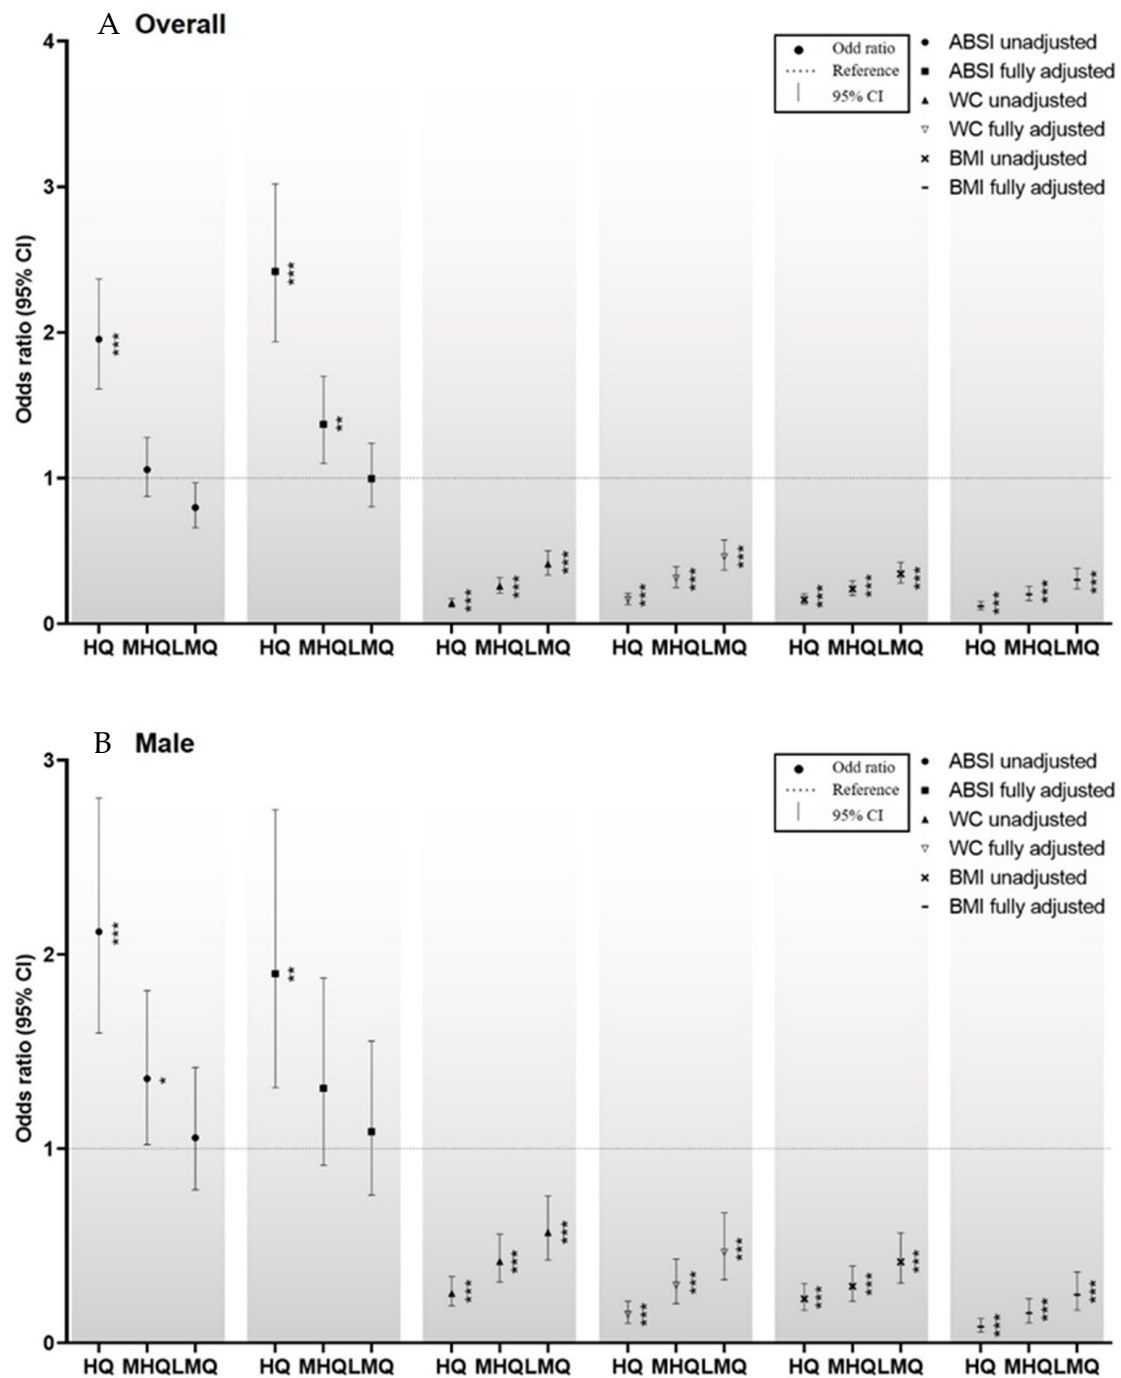 A Overall
4
3
2
1
0
Odds ratio (95% CI)
Odd ratio
Reference
95% CI
ABSI unadjusted
ABSI fully adjusted
WC unadjusted
WC fully adjusted
BMI unadjusted
BMI fully adjusted
***
*** **
*** *** ***
*** *** ***
*** *** ***
*** *** ***
HQ MHQLMQ HQ MHQLMQ HQ MHQLMQ HQ MHQLMQ HQ MHQLMQ HQ MHQLMQ
B Male
3
2
1
0
Odds ratio (95% CI)
Odd ratio
Reference
95% CI
ABSI unadjusted
ABSI fully adjusted
WC unadjusted
WC fully adjusted
BMI unadjusted
BMI fully adjusted
*** *
**
*** *** ***
*** *** ***
*** *** ***
*** *** ***
HQ MHQLMQ HQ MHQLMQ HQ MHQLMQ HQ MHQLMQ HQ MHQLMQ HQ MHQLMQ